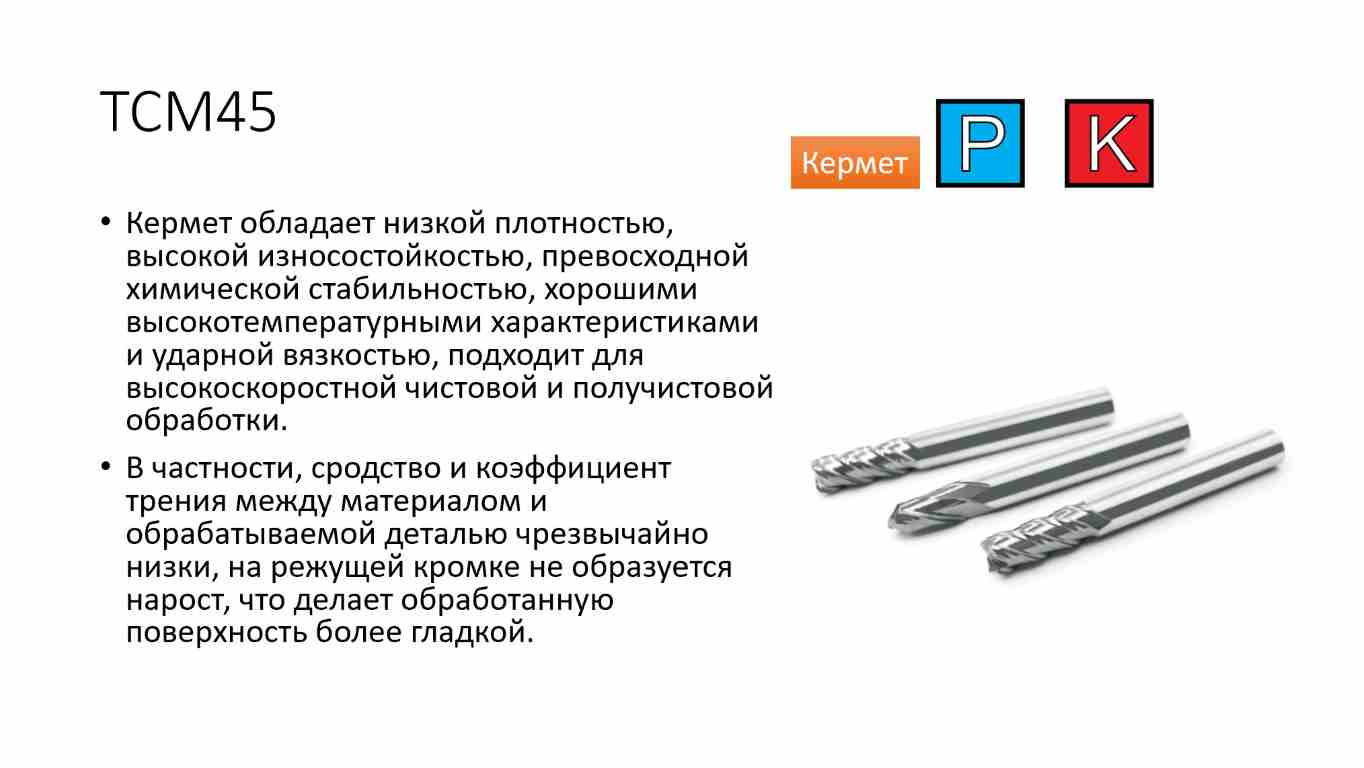 TCM45
Кермет
P
K
• Кермет обладает низкой плотностью,
высокой износостойкостью, превосходной
химической стабильностью, хорошими
высокотемпературными характеристиками
и ударной вязкостью, подходит для
высокоскоростной чистовой и получистовой
обработки.
• В частности, сродство и коэффициент
трения между материалом и
обрабатываемой деталью чрезвычайно
низки, на режущей кромке не образуется
нарост, что делает обработанную
поверхность более гладкой.